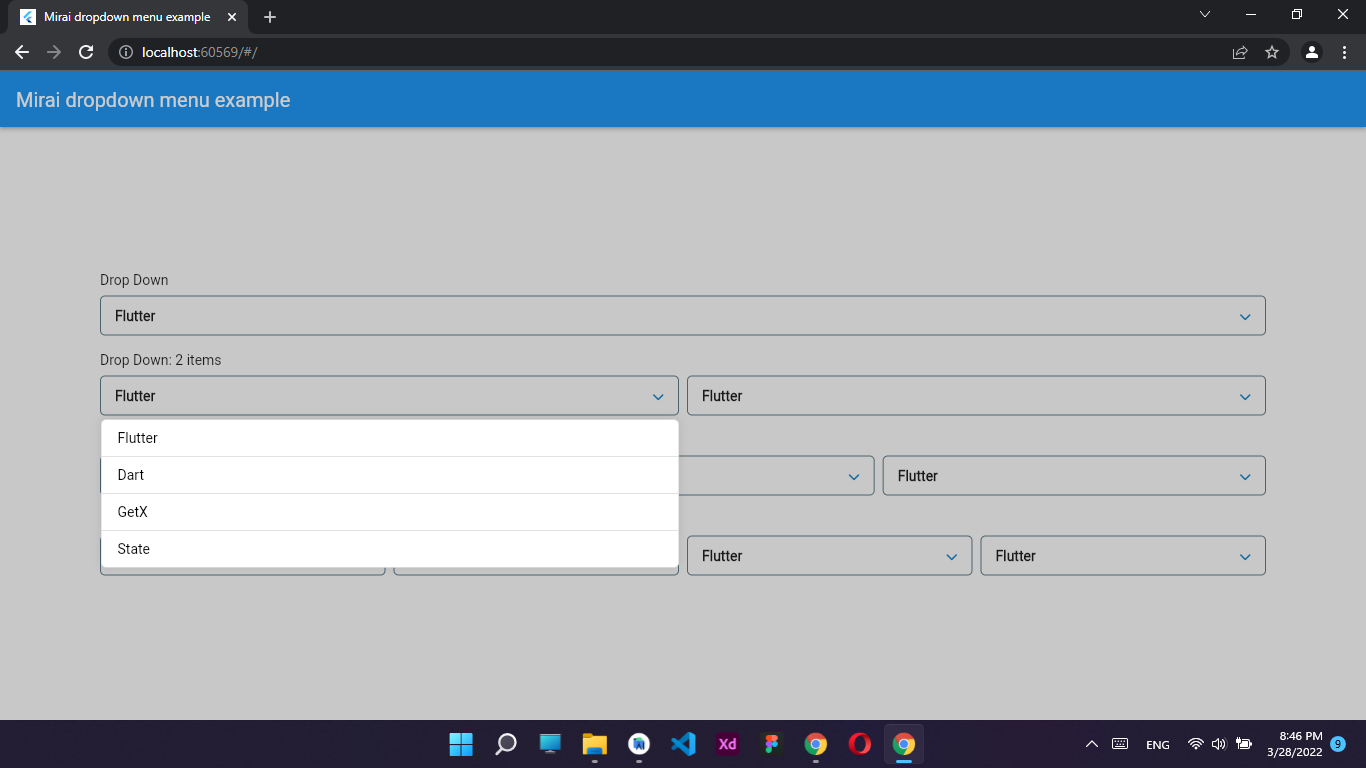 Mirai dropdown menu example
localhost:60569/#/
Mirai dropdown menu example
Drop Down
Flutter
Drop Down: 2 items
Flutter Flutter
Flutter
Dart
Flutter
GetX
State
Flutter Flutter
Xd
ENG
8:46 PM
3/28/2022
9